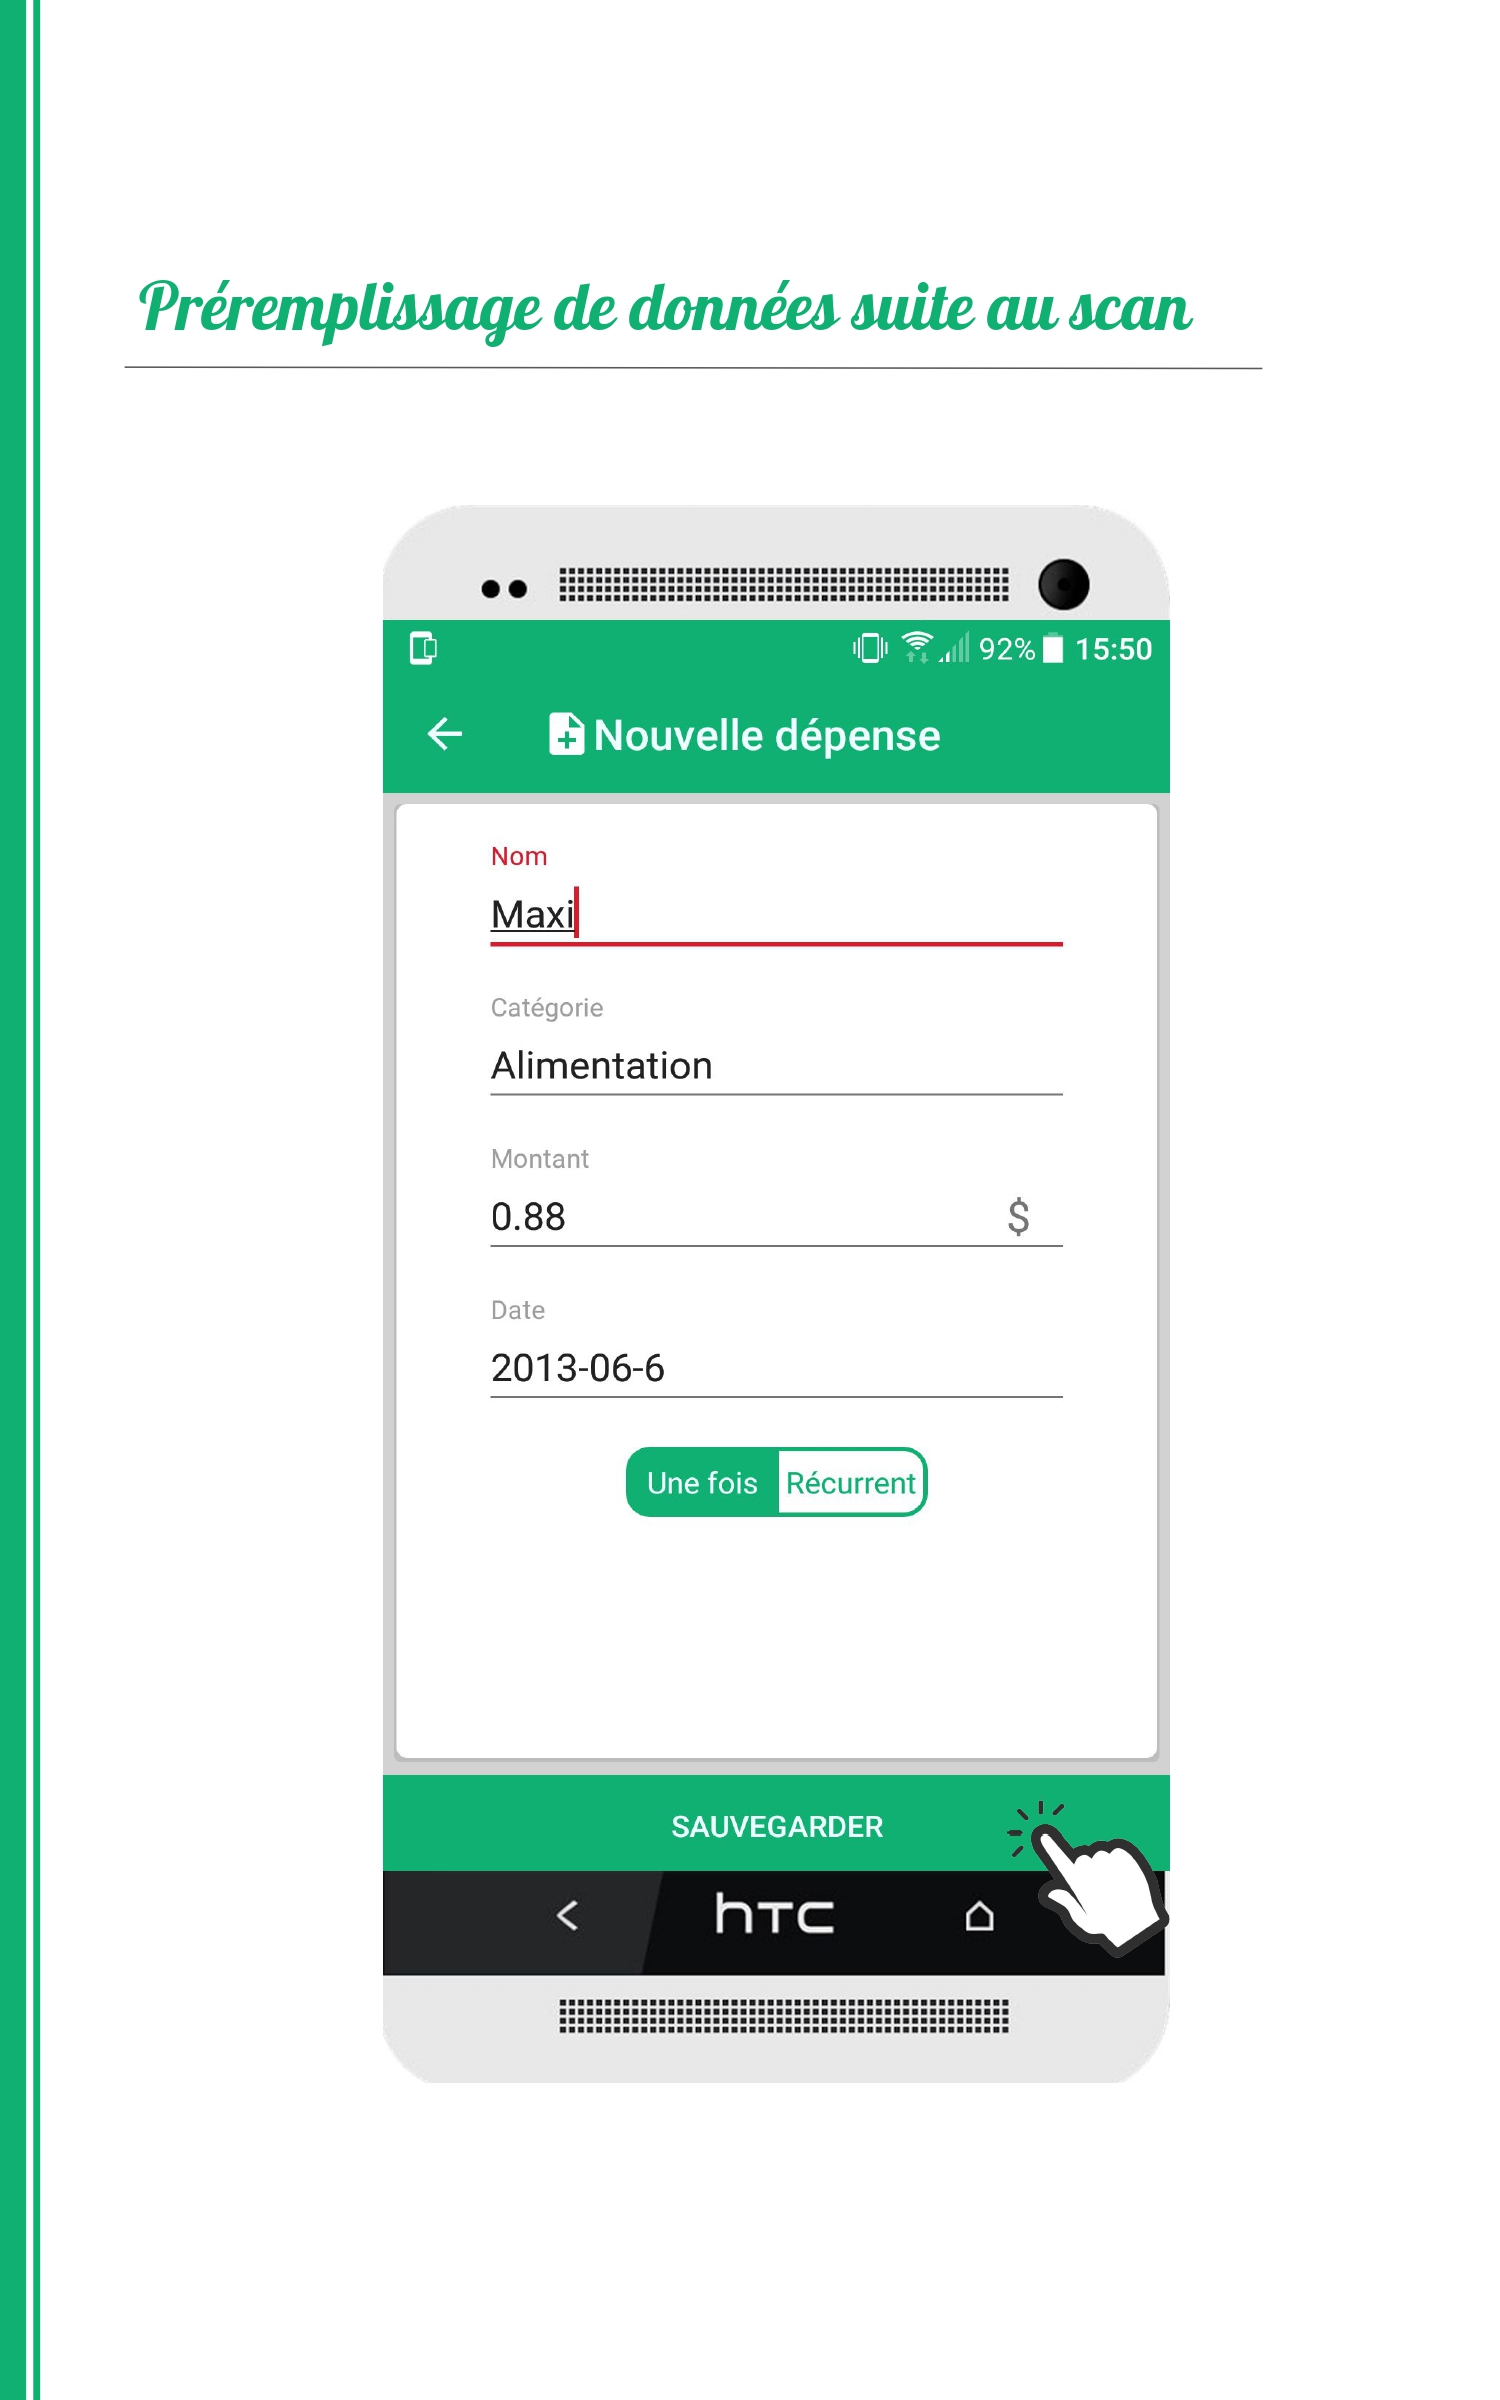 Préremplissage de données suite au scan
92% 15:50
Nouvelle dépense
Nom
Maxi
Catégorie
Alimentation
Montant
0.88 $
Date
2013-06-6
Une fois Récurrent
SAUVEGARDER
hTC